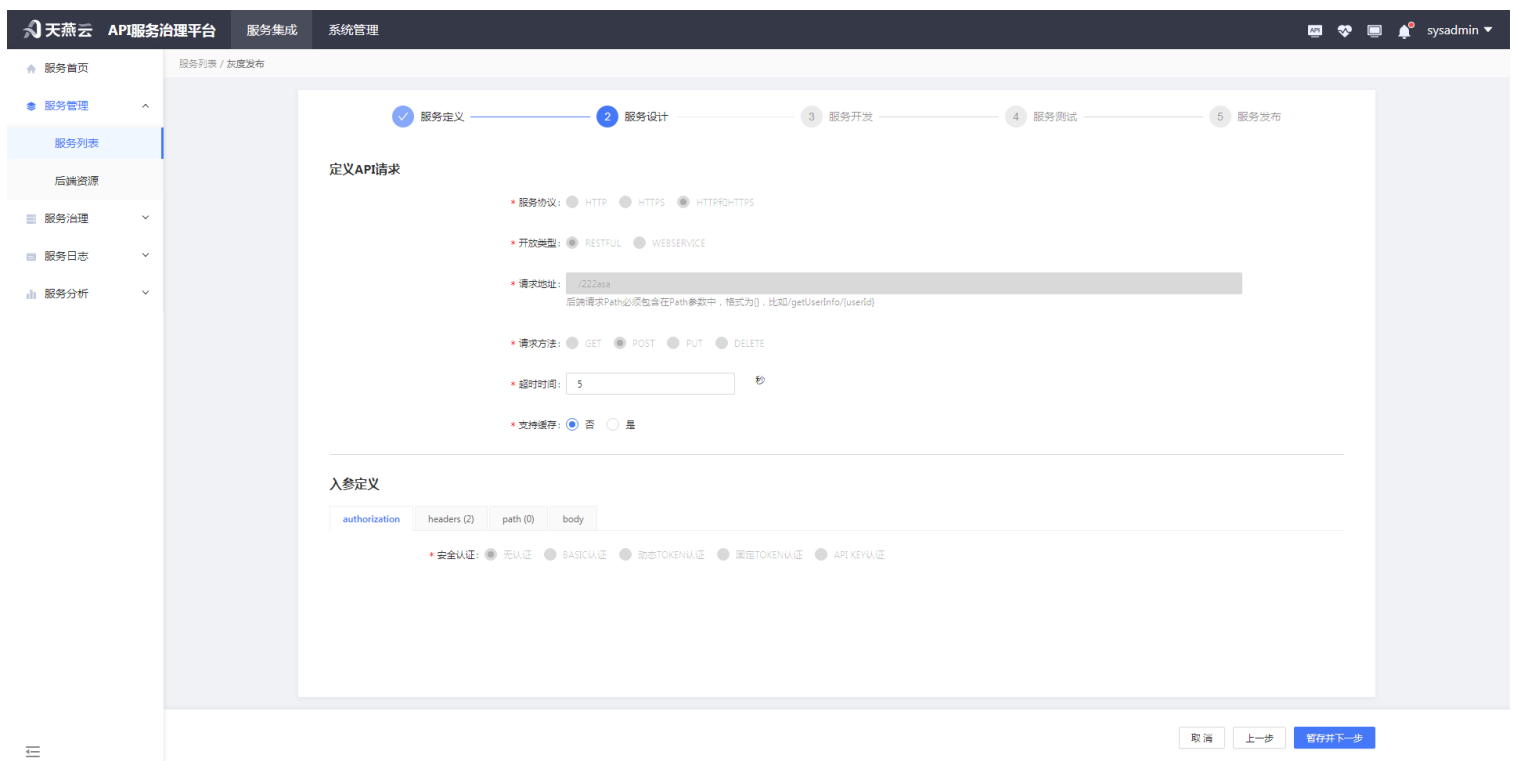 天燕云 API服务治理平台 服务集成 系统管理 API sysadmin
服务首页
服务列表 / 灰度发布
服务管理
服务列表
后端资源
服务治理
服务日志
服务分析
服务定义 2 服务设计 3 服务开发 4 服务测试 5 服务发布
定义API请求
* 服务协议: HTTP HTTPS HTTP和HTTPS
* 开放类型: RESTFUL WEBSERVICE
* 请求地址: /222asa
后端请求Path必须包含在Path参数中，格式为{}，比如/getUserInfo/{userId}
* 请求方法: GET POST PUT DELETE
* 超时时间: 5 秒
* 支持缓存: 否 是
入参定义
authorization headers (2) path (0) body
* 安全认证: 无认证 BASIC认证 动态TOKEN认证 固定TOKEN认证 API KEY认证
取消 上一步 暂存并下一步